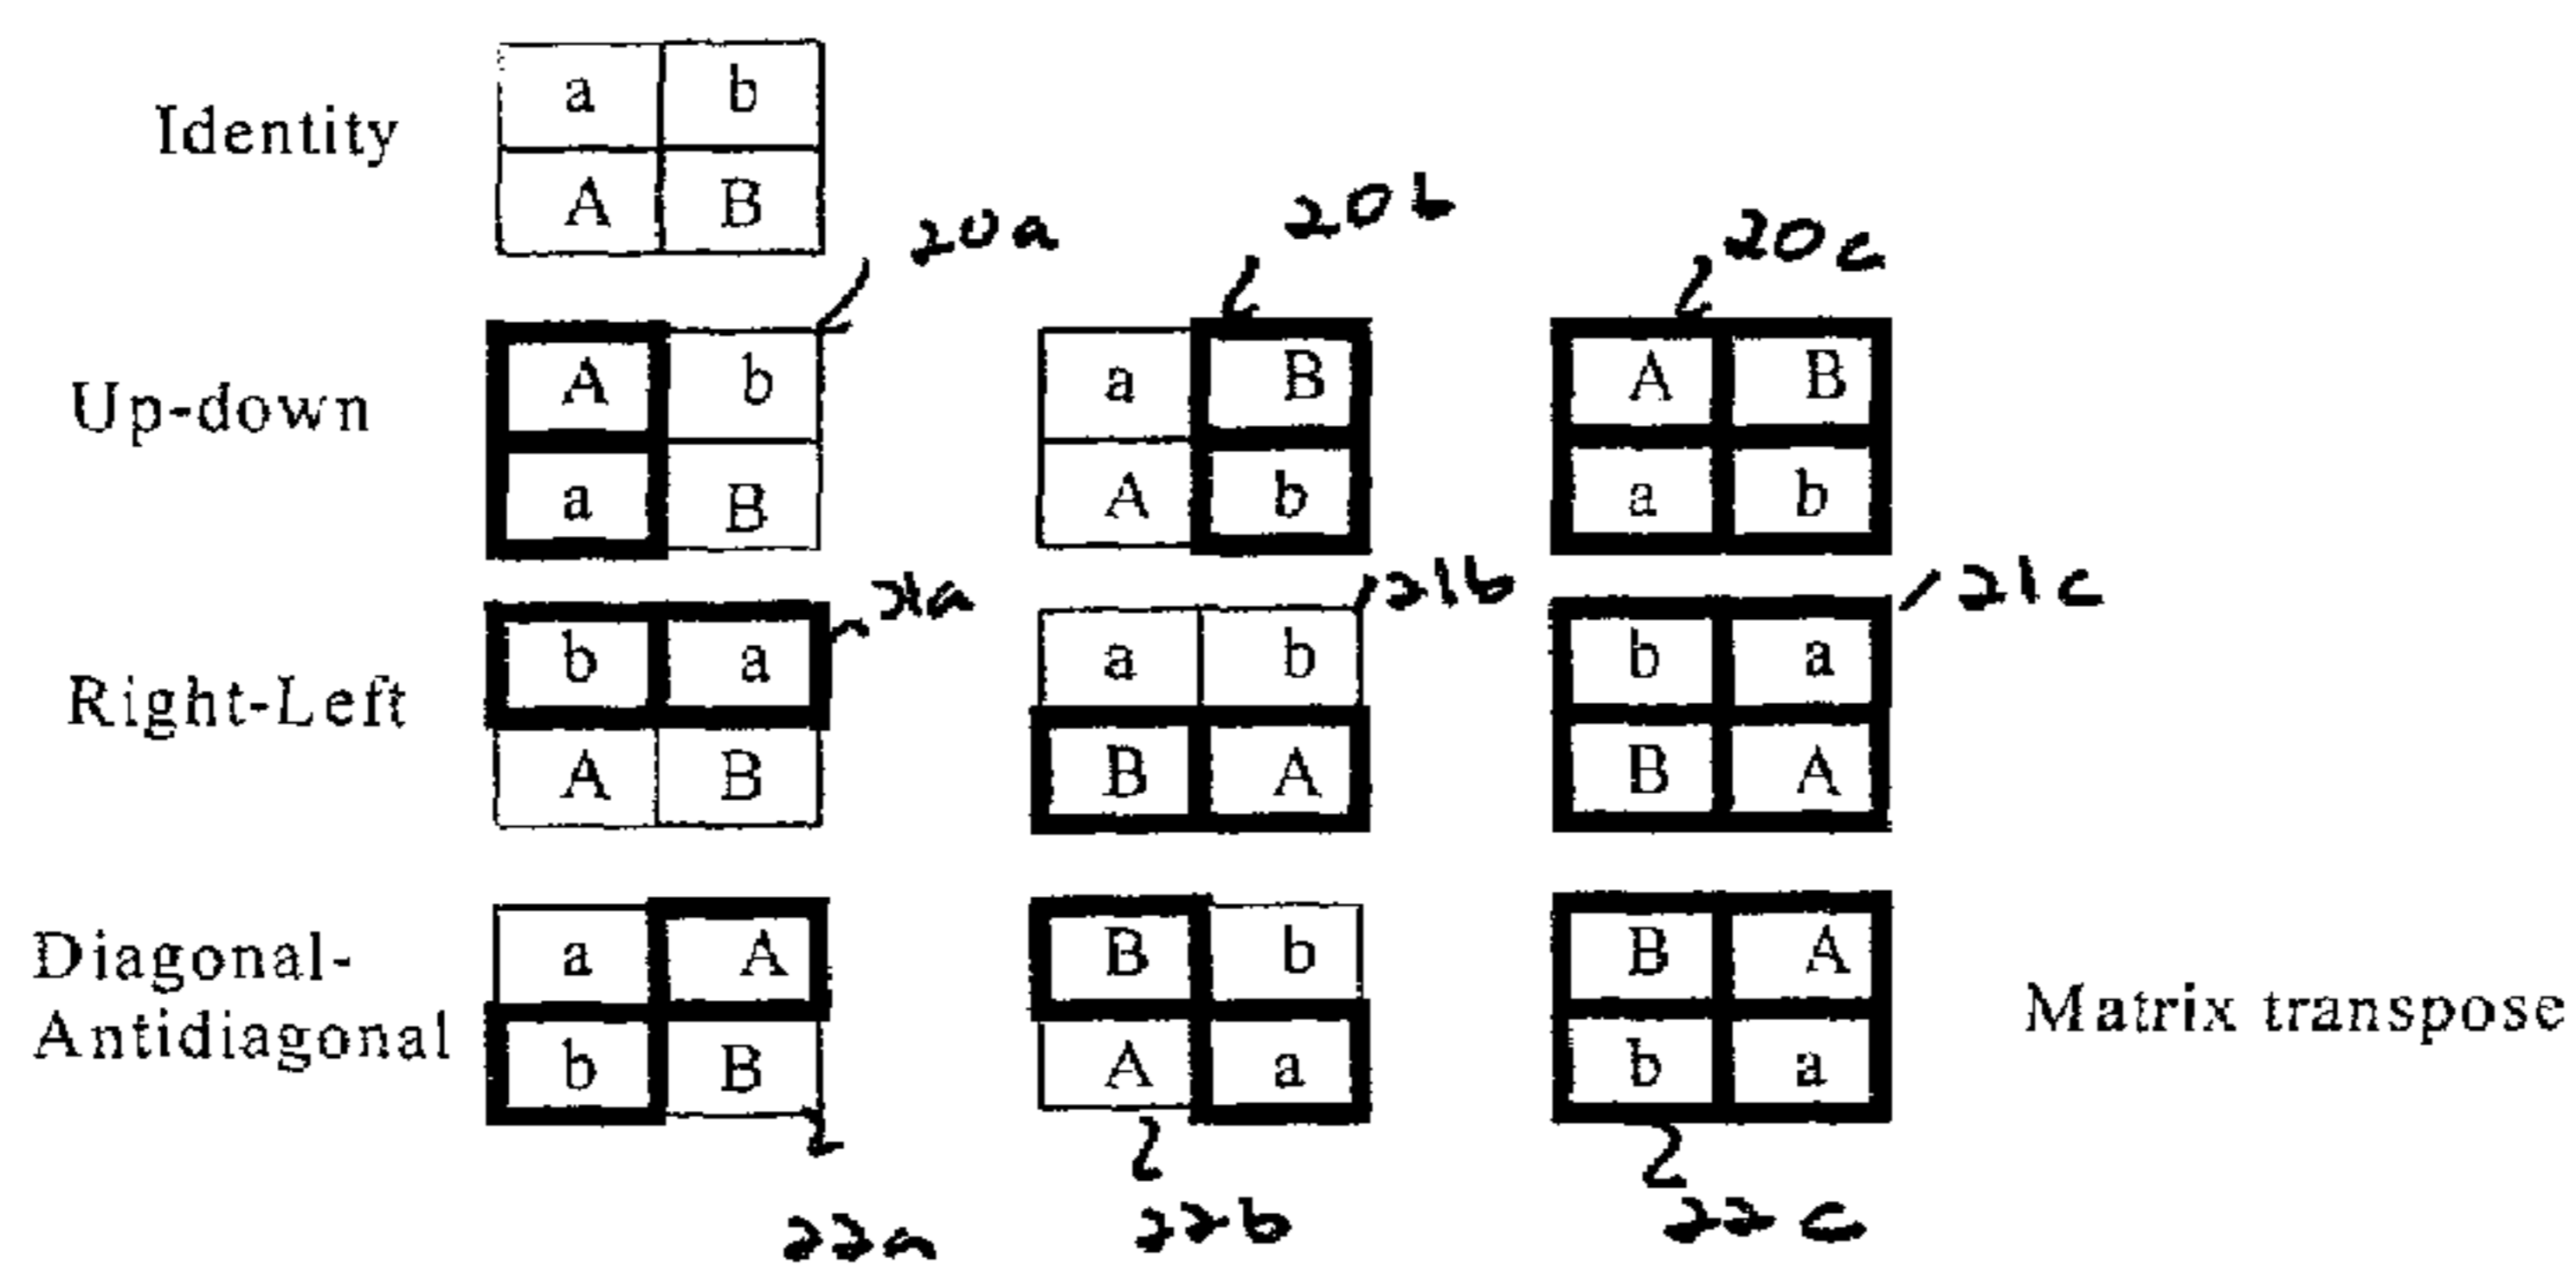 Identity
a b
A B
20a 20b 20c
Up-down
A b
a B
a B
A b
A B
a b
21a 21b 21c
Right-Left
b a
A B
a b
B A
b a
B A
Diagonal-
Antidiagonal
a A
b B
B b
A a
B A
b a
Matrix transpose
22a 22b 22c